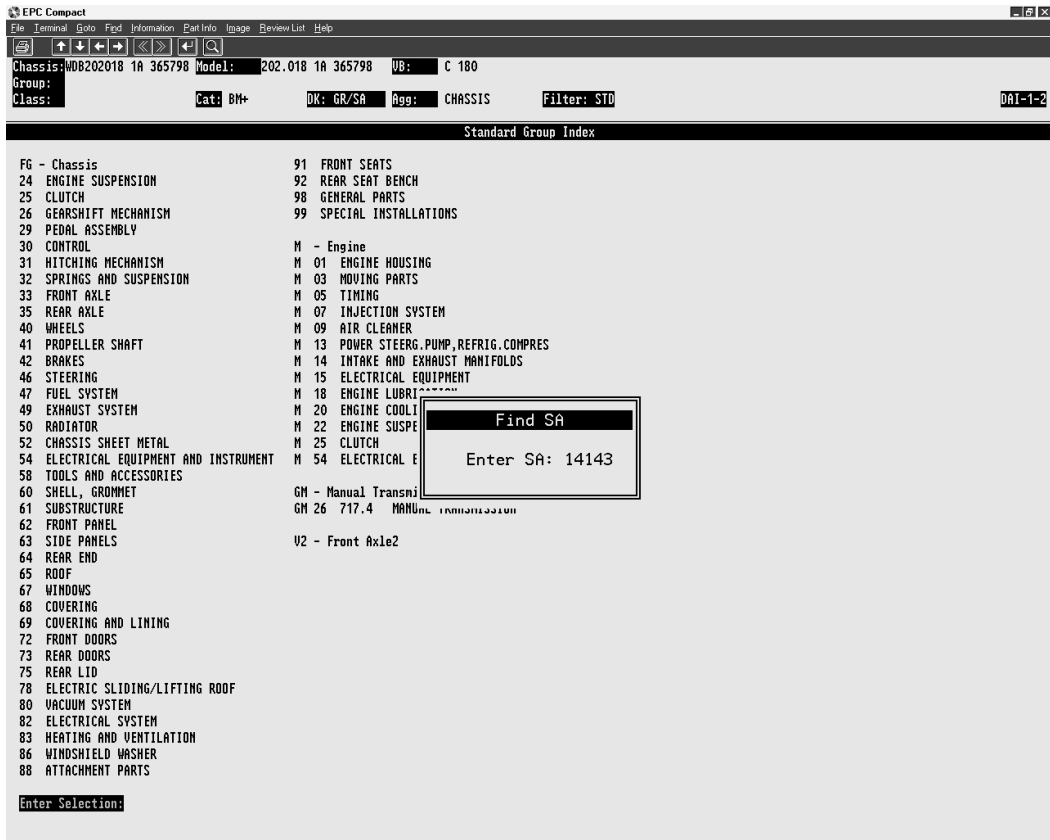 EPC Compact
File Terminal Goto Find Information Part Info Image Review List Help
Chassis:WDB202018 1A 365798 Model: 202.018 1A 365798 VB: C 180
Group:
Class: Cat: BM+ DK: GR/SA Agg: CHASSIS Filter: STD DAI-1-2
Standard Group Index
FG - Chassis
24 ENGINE SUSPENSION
25 CLUTCH
26 GEARSHIFT MECHANISM
29 PEDAL ASSEMBLY
30 CONTROL
31 HITCHING MECHANISM
32 SPRINGS AND SUSPENSION
33 FRONT AXLE
35 REAR AXLE
40 WHEELS
41 PROPELLER SHAFT
42 BRAKES
46 STEERING
47 FUEL SYSTEM
49 EXHAUST SYSTEM
50 RADIATOR
52 CHASSIS SHEET METAL
54 ELECTRICAL EQUIPMENT AND INSTRUMENT
58 TOOLS AND ACCESSORIES
60 SHELL, GROMMET
61 SUBSTRUCTURE
62 FRONT PANEL
63 SIDE PANELS
64 REAR END
65 ROOF
67 WINDOWS
68 COVERING
69 COVERING AND LINING
72 FRONT DOORS
73 REAR DOORS
75 REAR LID
78 ELECTRIC SLIDING/LIFTING ROOF
80 VACUUM SYSTEM
82 ELECTRICAL SYSTEM
83 HEATING AND VENTILATION
86 WINDSHIELD WASHER
88 ATTACHMENT PARTS
91 FRONT SEATS
92 REAR SEAT BENCH
98 GENERAL PARTS
99 SPECIAL INSTALLATIONS
M - Engine
M 01 ENGINE HOUSING
M 03 MOVING PARTS
M 05 TIMING
M 07 INJECTION SYSTEM
M 09 AIR CLEANER
M 13 POWER STEERG.PUMP,REFRIG.COMPRES
M 14 INTAKE AND EXHAUST MANIFOLDS
M 15 ELECTRICAL EQUIPMENT
M 18 ENGINE LUBRICATION
M 20 ENGINE COOLI
M 22 ENGINE SUSPE
M 25 CLUTCH
M 54 ELECTRICAL E
GM - Manual Transmi
GM 26 717.4 MANUAL TRANSMISSION
V2 - Front Axle2
Find SA
Enter SA: 14143
Enter Selection: